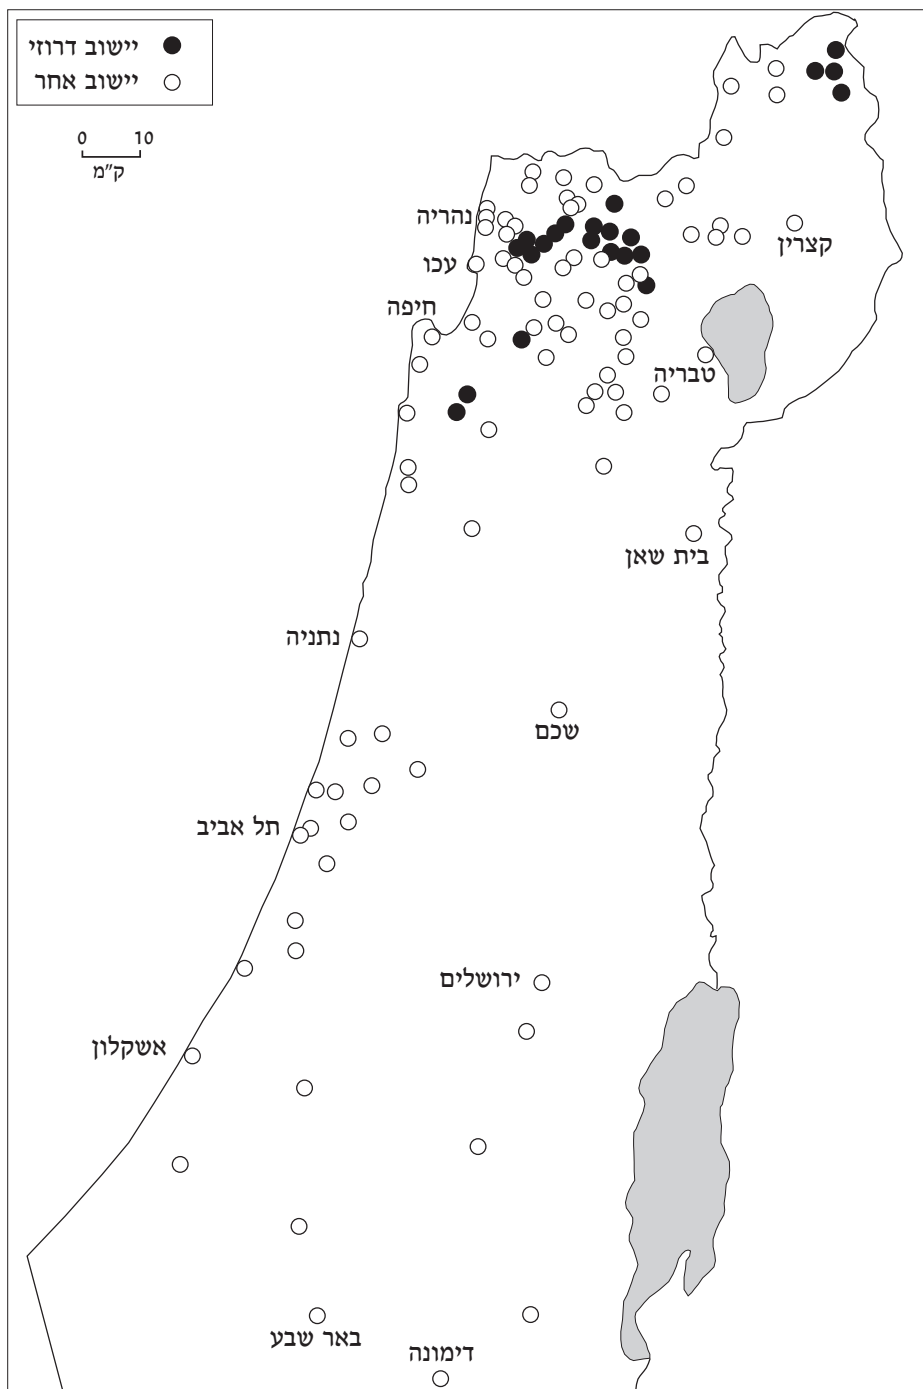 יישוב דרוזי
יישוב אחר
0 10
ק"מ
נהריה
קצרין
עכו
חיפה
טבריה
בית שאן
נתניה
שכם
תל אביב
ירושלים
אשקלון
באר שבע
דימונה